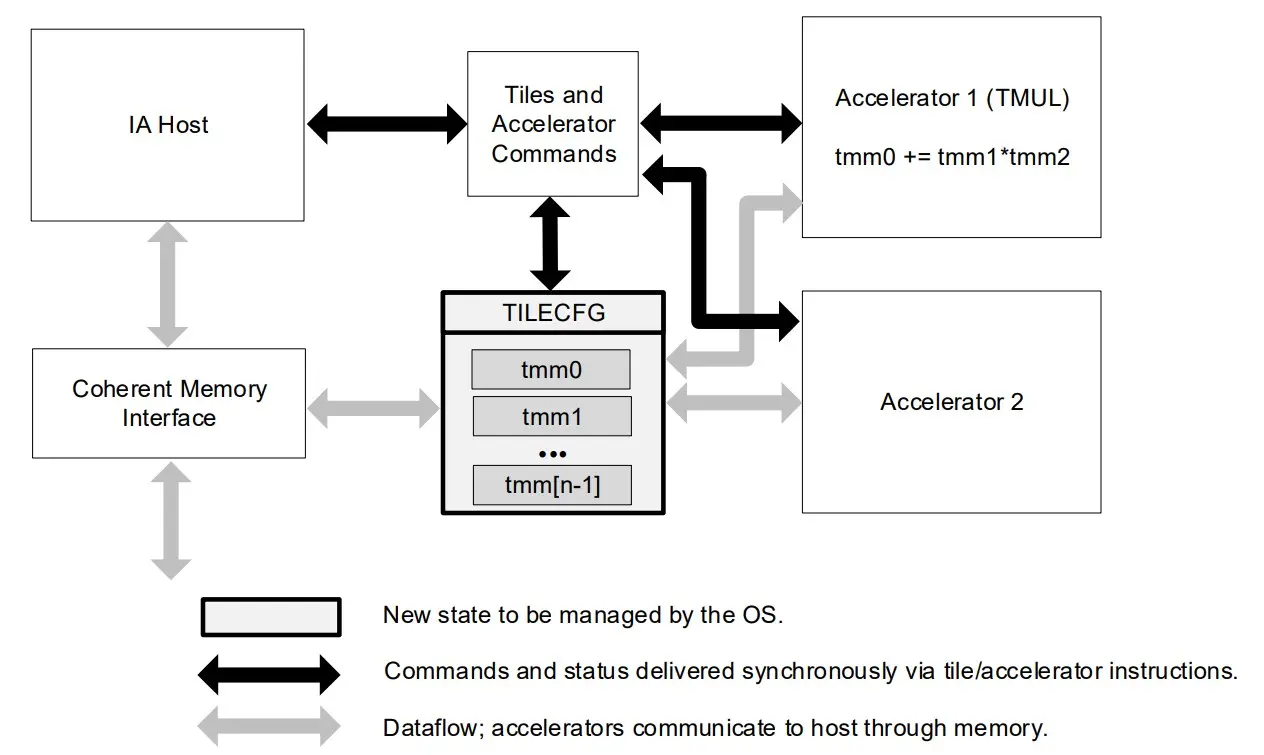 IA Host
Tiles and
Accelerator
Commands
Accelerator 1 (TMUL)
tmm0 += tmm1*tmm2
TILECFG
tmm0
tmm1
•••
tmm[n-1]
Coherent Memory
Interface
Accelerator 2
New state to be managed by the OS.
Commands and status delivered synchronously via tile/accelerator instructions.
Dataflow; accelerators communicate to host through memory.